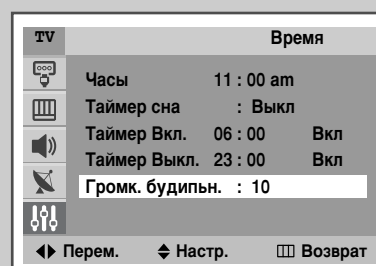 TV Время
Часы 11 : 00 am
Таймер сна : Выкл
Таймер Вкл. 06 : 00 Вкл
Таймер Выкл. 23 : 00 Вкл
Громк. будипьн. : 10
Перем. Настр. Возврат